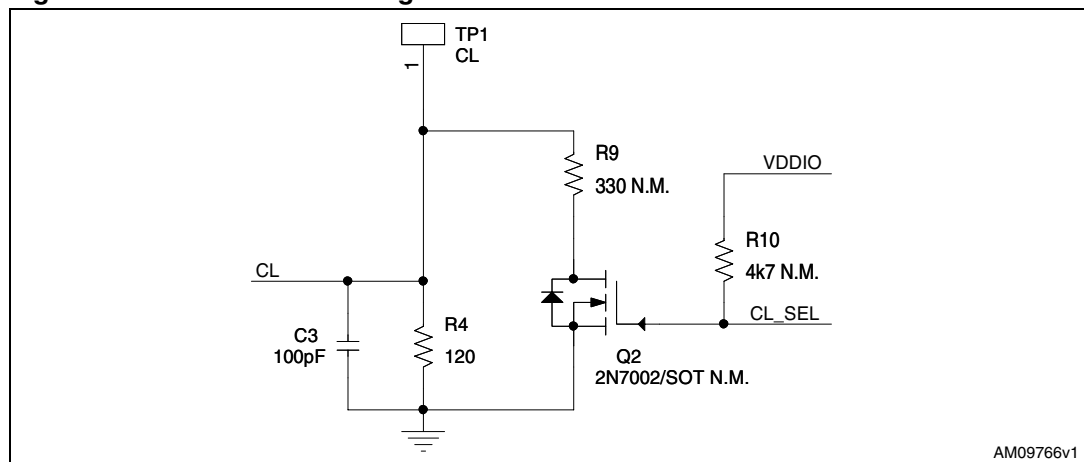 TP1
CL
1
R9
330 N.M.
VDDIO
R10
4k7 N.M.
CL
CL_SEL
C3
100pF
R4
120
Q2
2N7002/SOT N.M.
AM09766v1